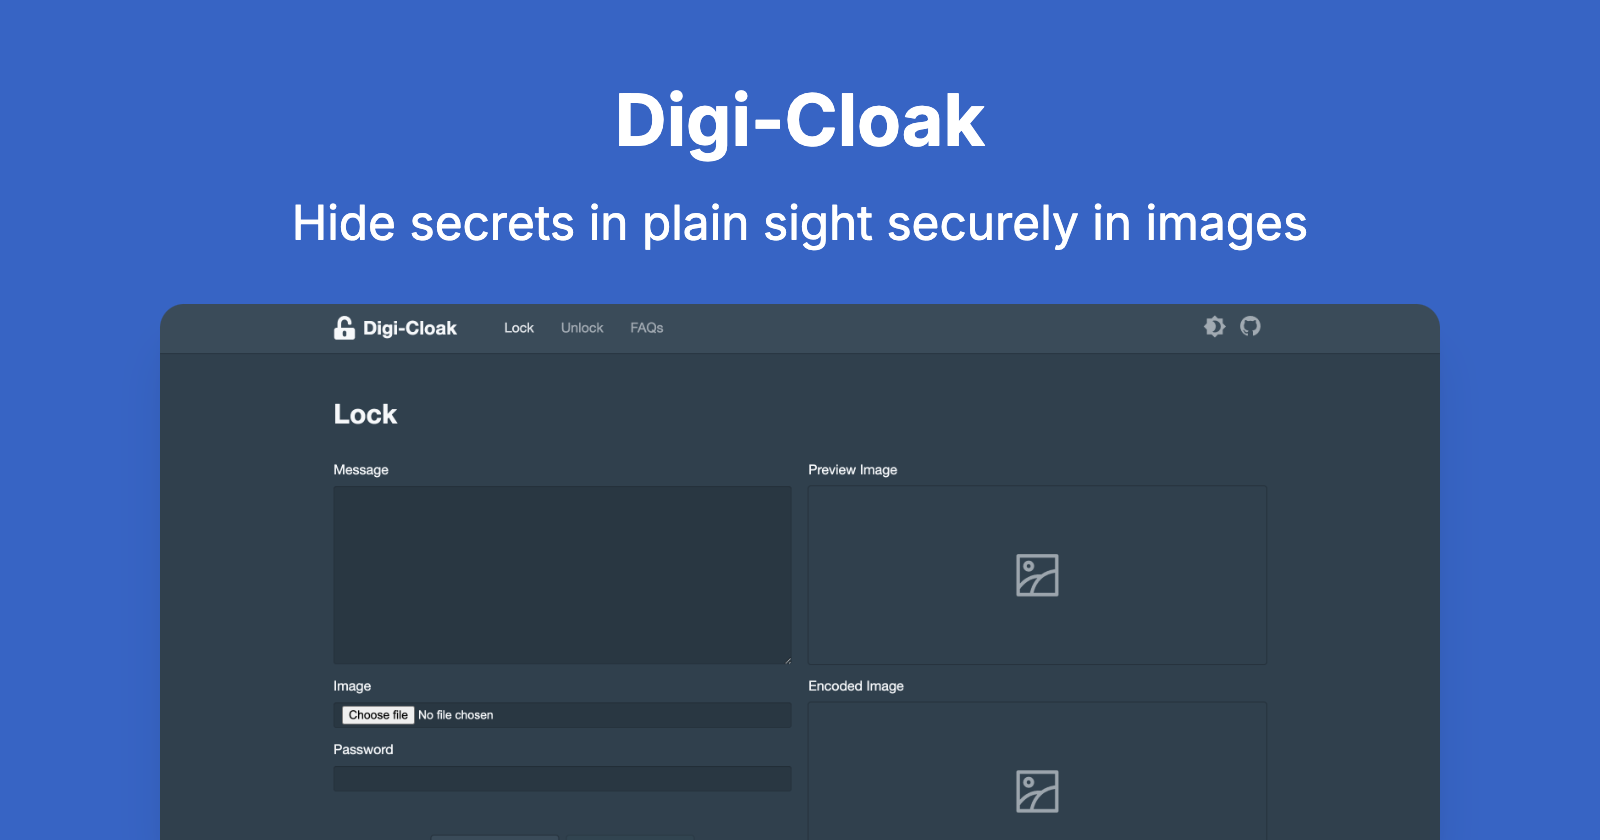 Digi-Cloak
Hide secrets in plain sight securely in images
Digi-Cloak Lock Unlock FAQs
Lock
Message
Preview Image
Image
Encoded Image
Choose file No file chosen
Password